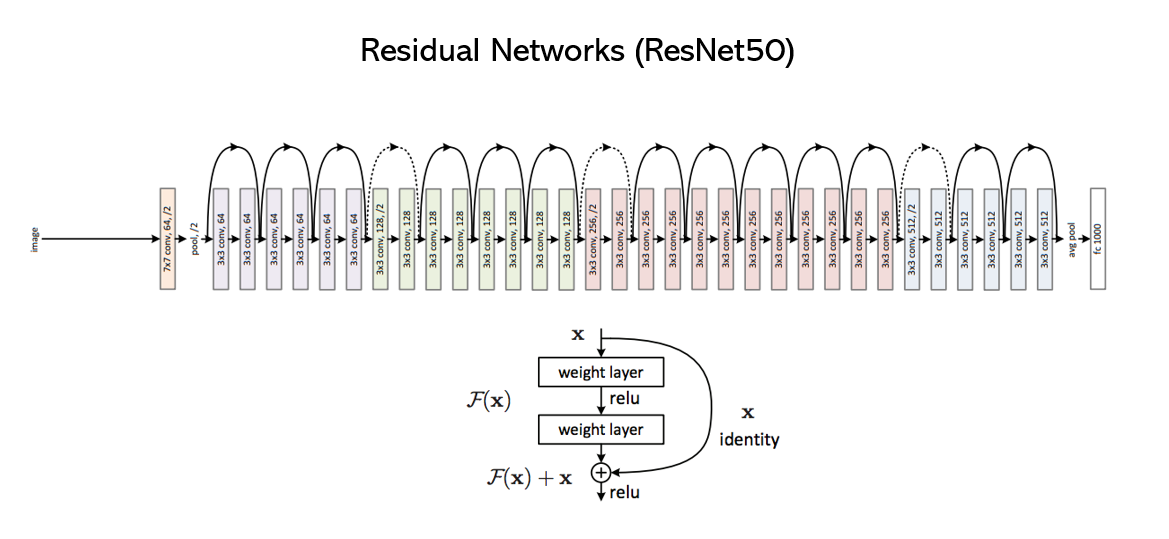 Residual Networks (ResNet50)
image
7x7 conv, 64, /2
pool, /2
3x3 conv, 64
3x3 conv, 64
3x3 conv, 64
3x3 conv, 64
3x3 conv, 64
3x3 conv, 64
3x3 conv, 128, /2
3x3 conv, 128
3x3 conv, 128
3x3 conv, 128
3x3 conv, 128
3x3 conv, 128
3x3 conv, 128
3x3 conv, 128
3x3 conv, 256, /2
3x3 conv, 256
3x3 conv, 256
3x3 conv, 256
3x3 conv, 256
3x3 conv, 256
3x3 conv, 256
3x3 conv, 256
3x3 conv, 256
3x3 conv, 256
3x3 conv, 256
3x3 conv, 256
3x3 conv, 512, /2
3x3 conv, 512
3x3 conv, 512
3x3 conv, 512
3x3 conv, 512
3x3 conv, 512
avg pool
fc 1000
x
weight layer
F(x)
relu
weight layer
x
identity
F(x) + x
+
relu